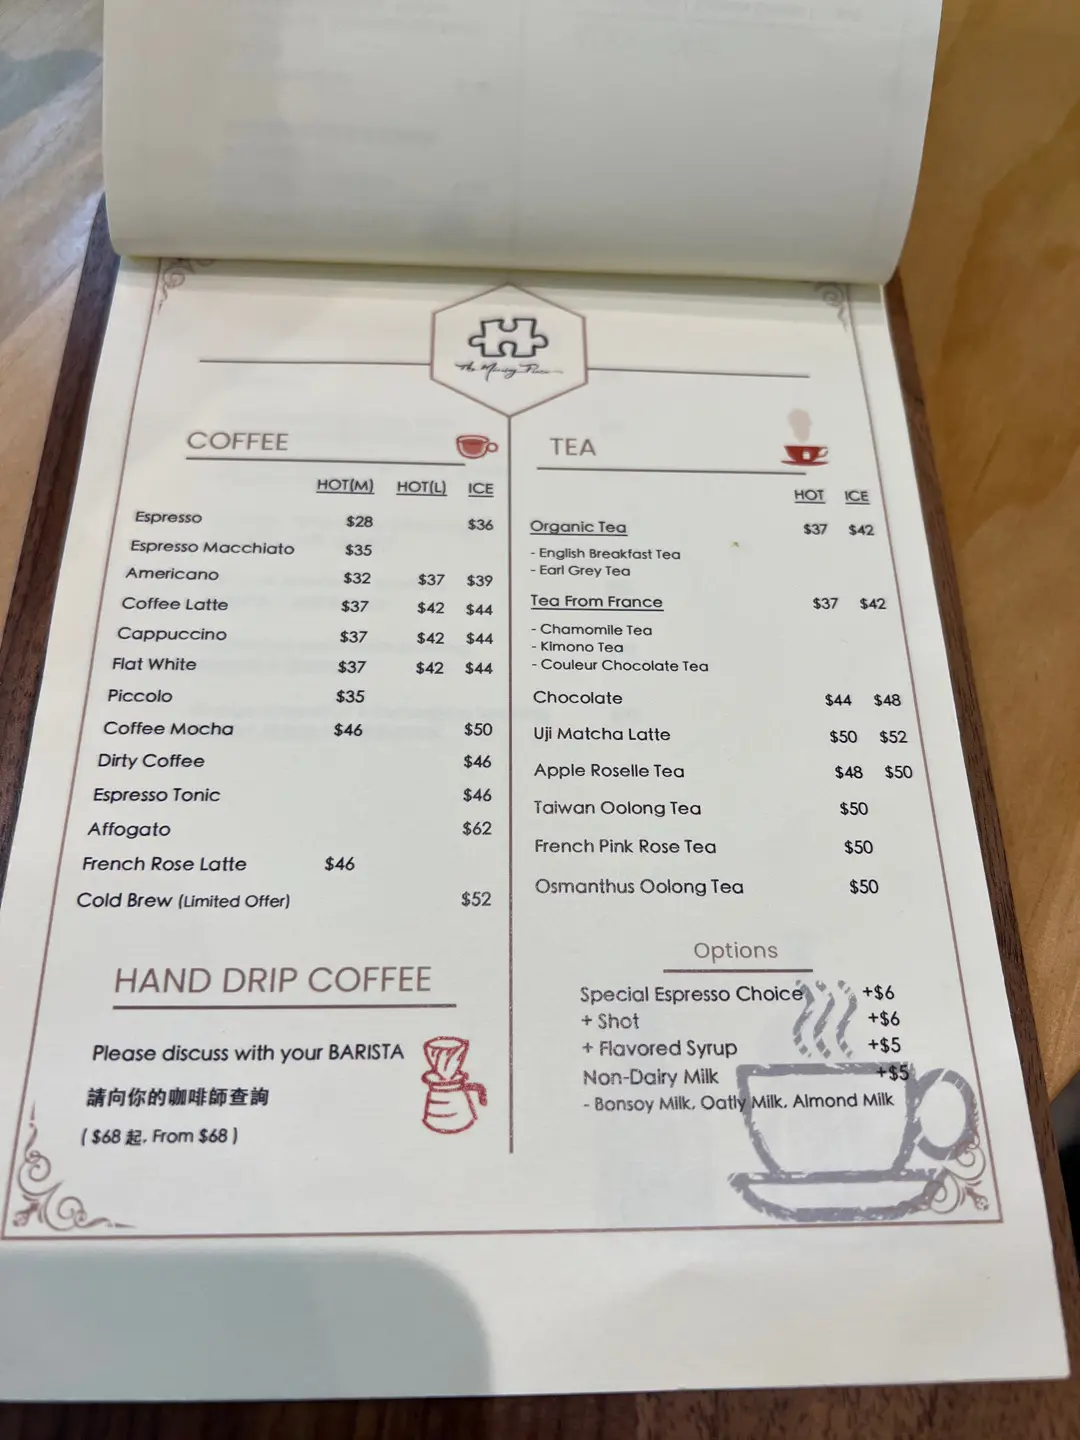 The Missing Piece
COFFEE
HOT(M) HOT(L) ICE
Espresso $28 $36
Espresso Macchiato $35
Americano $32 $37 $39
Coffee Latte $37 $42 $44
Cappuccino $37 $42 $44
Flat White $37 $42 $44
Piccolo $35
Coffee Mocha $46 $50
Dirty Coffee $46
Espresso Tonic $46
Affogato $62
French Rose Latte $46
Cold Brew (Limited Offer) $52
HAND DRIP COFFEE
Please discuss with your BARISTA
請向你的咖啡師查詢
( $68 起, From $68 )
TEA
HOT ICE
Organic Tea $37 $42
- English Breakfast Tea
- Earl Grey Tea
Tea From France $37 $42
- Chamomile Tea
- Kimono Tea
- Couleur Chocolate Tea
Chocolate $44 $48
Uji Matcha Latte $50 $52
Apple Roselle Tea $48 $50
Taiwan Oolong Tea $50
French Pink Rose Tea $50
Osmanthus Oolong Tea $50
Options
Special Espresso Choice +$6
+ Shot +$6
+ Flavored Syrup +$5
Non-Dairy Milk +$5
- Bonsoy Milk, Oatly Milk, Almond Milk